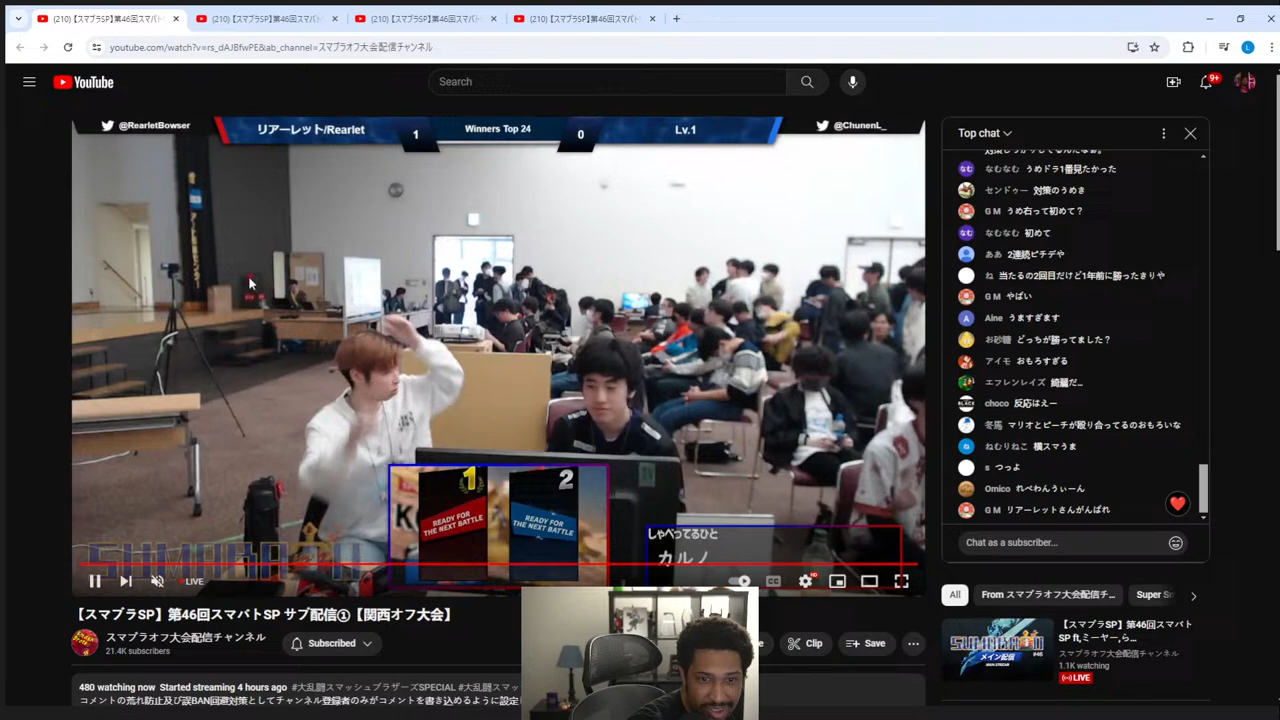 (210) 【スマブラSP】第46回スマバト
(210) 【スマブラSP】第46回スマバト
(210) 【スマブラSP】第46回スマバト
(210) 【スマブラSP】第46回スマバト
youtube.com/watch?v=rs_dAJBfwPE&ab_channel=スマブラオフ大会配信チャンネル
L
YouTube
Search
9+
@RearletBowser
リアーレット/Rearlet
1
Winners Top 24
0
Lv.1
@ChunenL_
Top chat
なむなむ うめドラ1番見たかった
センドゥー 対策のうめき
G M うめ右って初めて？
なむなむ 初めて
ああ 2連続ピチデや
ね 当たるの2回目だけど1年前に勝ったきりや
G M やばい
Aine うますぎます
お砂糖 どっちが勝ってました？
アイモ おもろすぎる
エフレンレイズ 綺麗だ...
choco 反応はえー
冬馬 マリオとピーチが殴り合ってるのおもろいな
ねむりねこ 横スマうま
s つっよ
Omico れべわんうぃーん
G M リアーレットさんがんばれ
Chat as a subscriber...
1
2
READY FOR
THE NEXT BATTLE
READY FOR
THE NEXT BATTLE
しゃべってるひと
カルノ
SUMABATO
LIVE
HD
【スマブラSP】第46回スマバトSP サブ配信①【関西オフ大会】
スマブラオフ大会配信チャンネル
21.4K subscribers
Subscribed
Clip
Save
All
From スマブラオフ大会配信チ...
【スマブラSP】第46回スマバト
SP ft,ミーヤー,ら...
スマブラオフ大会配信チャンネル
1.1K watching
LIVE
メイン配信
480 watching now Started streaming 4 hours ago #大乱闘スマッシュブラザーズSPECIAL
コメントの荒れ防止及び誤BAN回避対策としてチャンネル登録者のみがコメントを書き込めるように設定